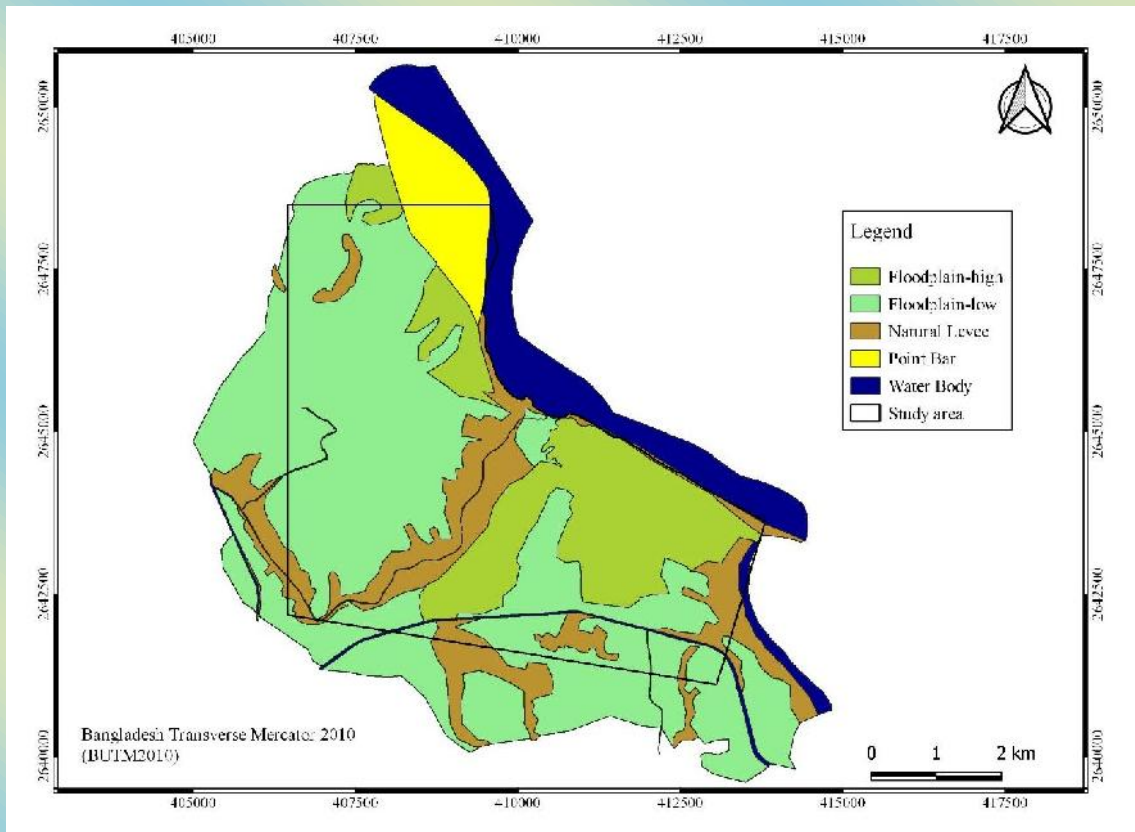 405000 407500 410000 412500 415000 417500
2650000 2650000
Legend
2647500 2647500
Floodplain-high
Floodplain-low
Natural Levee
Point Bar
Water Body
Study area
2645000 2645000
2642500 2642500
Bangladesh Transverse Mercator 2010
(BUTM2010)
0 1 2 km
2640000 2640000
405000 407500 410000 412500 415000 417500